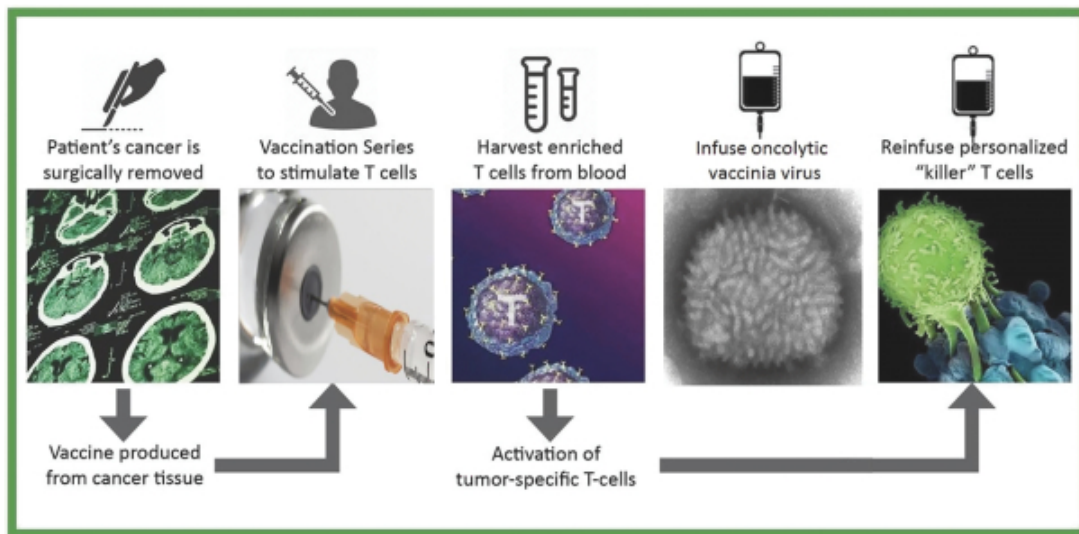 Patient's cancer is
surgically removed
Vaccination Series
to stimulate T cells
Harvest enriched
T cells from blood
Infuse oncolytic
vaccinia virus
Reinfuse personalized
“killer” T cells
T
T
Vaccine produced
from cancer tissue
Activation of
tumor-specific T-cells